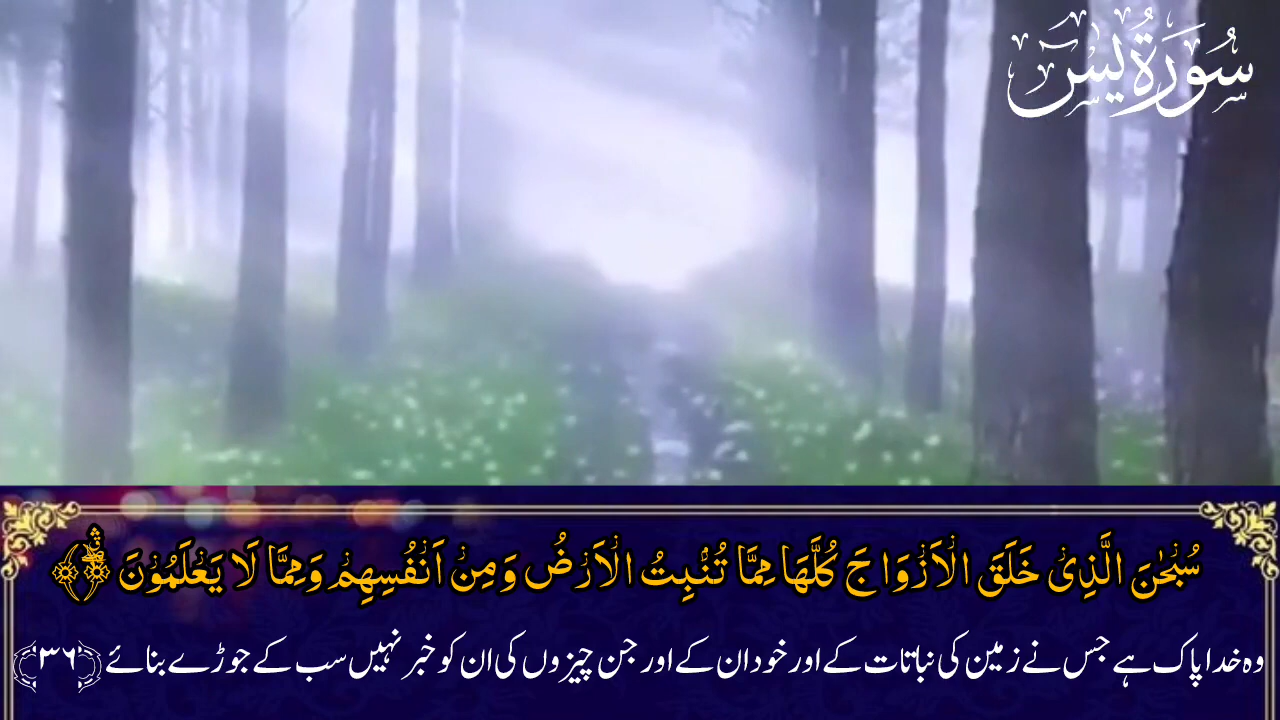 سُوۡرَةُ يٰسٓ
سُبۡحٰنَ الَّذِىۡ خَلَقَ الۡاَزۡوَاجَ كُلَّهَا مِمَّا تُنۡۢبِتُ الۡاَرۡضُ وَمِنۡ اَنۡفُسِهِمۡ وَمِمَّا لَا يَعۡلَمُوۡنَ ﴿۳۶﴾
وہ خدا پاک ہے جس نے زمین کی نباتات کے اور خود ان کے اور جن چیزوں کی ان کو خبر نہیں سب کے جوڑے بنائے ﴿۳۶﴾